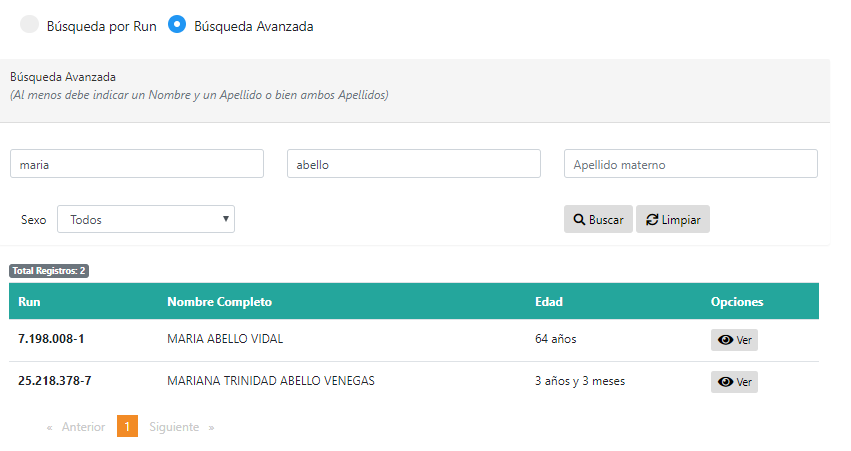 Búsqueda por Run Búsqueda Avanzada
Búsqueda Avanzada
(Al menos debe indicar un Nombre y un Apellido o bien ambos Apellidos)
maria abello Apellido materno
Sexo Todos Buscar Limpiar
Total Registros: 2
Run Nombre Completo Edad Opciones
7.198.008-1 MARIA ABELLO VIDAL 64 años Ver
25.218.378-7 MARIANA TRINIDAD ABELLO VENEGAS 3 años y 3 meses Ver
« Anterior 1 Siguiente »